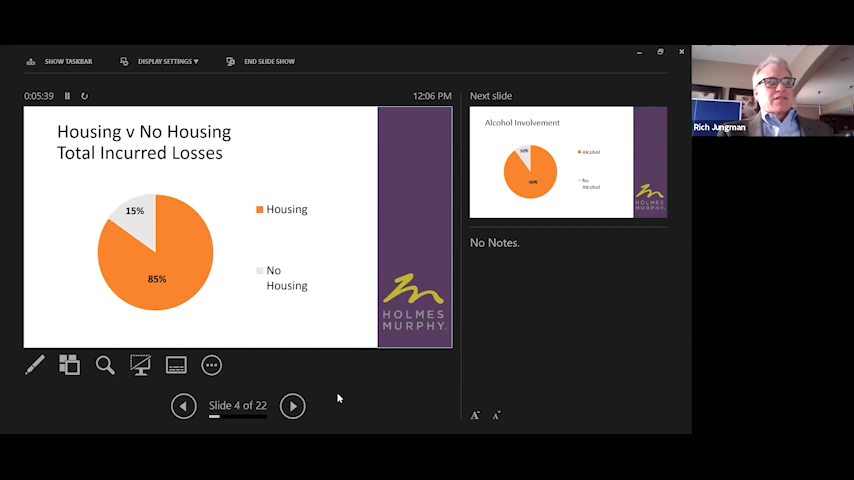 SHOW TASKBAR
DISPLAY SETTINGS ▼
END SLIDE SHOW
0:05:39
12:06 PM
Next slide
Housing v No Housing
Total Incurred Losses
15%
85%
Housing
No
Housing
HOLMES
MURPHY
Alcohol Involvement
10%
90%
Alcohol
No
Alcohol
HOLMES
MURPHY
No Notes.
Slide 4 of 22
A
A
Rich Jungman